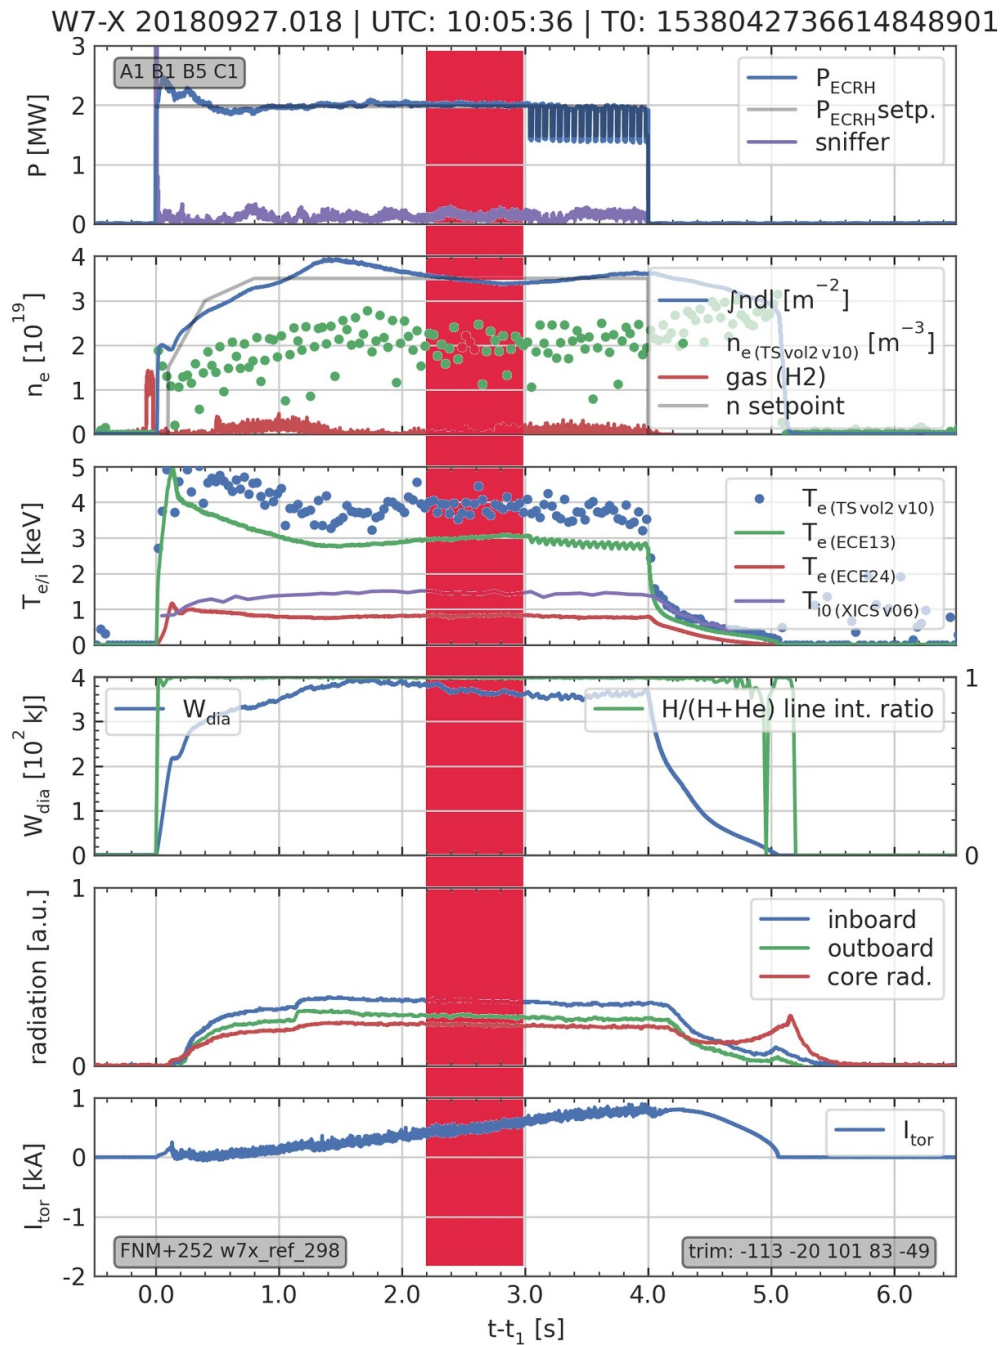 W7-X 20180927.018 | UTC: 10:05:36 | T0: 1538042736614848901
A1 B1 B5 C1
P_ECRH
P_ECRH setp.
sniffer
P [MW]
3
2
1
0
∫ndl [m⁻²]
n_e (TS vol2 v10) [m⁻³]
gas (H2)
n setpoint
n_e [10¹⁹]
4
3
2
1
0
T_e (TS vol2 v10)
T_e (ECE13)
T_e (ECE24)
T_i0 (XICS v06)
T_e/i [keV]
5
4
3
2
1
0
W_dia
H/(H+He) line int. ratio
W_dia [10² kJ]
4
3
2
1
0
1
0
inboard
outboard
core rad.
radiation [a.u.]
1
0
I_tor
I_tor [kA]
1
0
-1
-2
FNM+252 w7x_ref_298
trim: -113 -20 101 83 -49
0.0 1.0 2.0 3.0 4.0 5.0 6.0
t-t₁ [s]